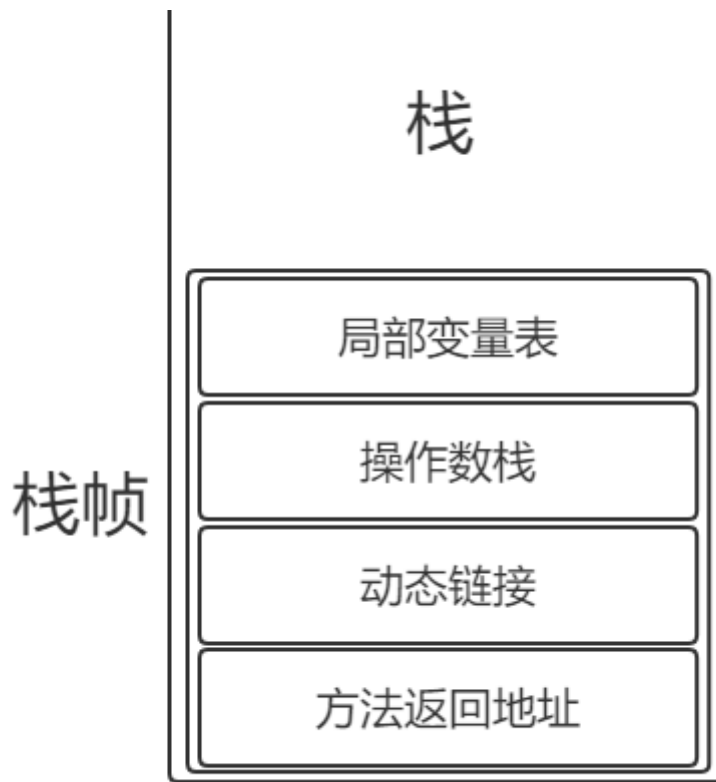 栈
局部变量表
操作数栈
栈帧
动态链接
方法返回地址